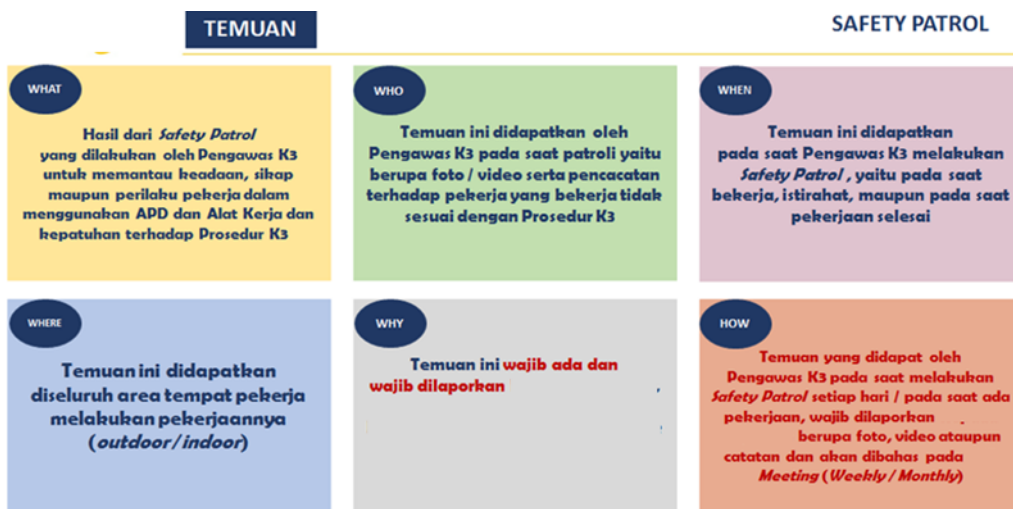 TEMUAN
SAFETY PATROL
WHAT
Hasil dari Safety Patrol
yang dilakukan oleh Pengawas K3
untuk memantau keadaan, sikap
maupun perilaku pekerja dalam
menggunakan APD dan Alat Kerja dan
kepatuhan terhadap Prosedur K3
WHO
Temuan ini didapatkan oleh
Pengawas K3 pada saat patroli yaitu
berupa foto / video serta pencacatan
terhadap pekerja yang bekerja tidak
sesuai dengan Prosedur K3
WHEN
Temuan ini didapatkan
pada saat Pengawas K3 melakukan
Safety Patrol , yaitu pada saat
bekerja, istirahat, maupun pada saat
pekerjaan selesai
WHERE
Temuan ini didapatkan
diseluruh area tempat pekerja
melakukan pekerjaannya
(outdoor / indoor)
WHY
Temuan ini wajib ada dan
wajib dilaporkan ,
HOW
Temuan yang didapat oleh
Pengawas K3 pada saat melakukan
Safety Patrol setiap hari / pada saat ada
pekerjaan, wajib dilaporkan
berupa foto, video ataupun
catatan dan akan dibahas pada
Meeting (Weekly / Monthly)